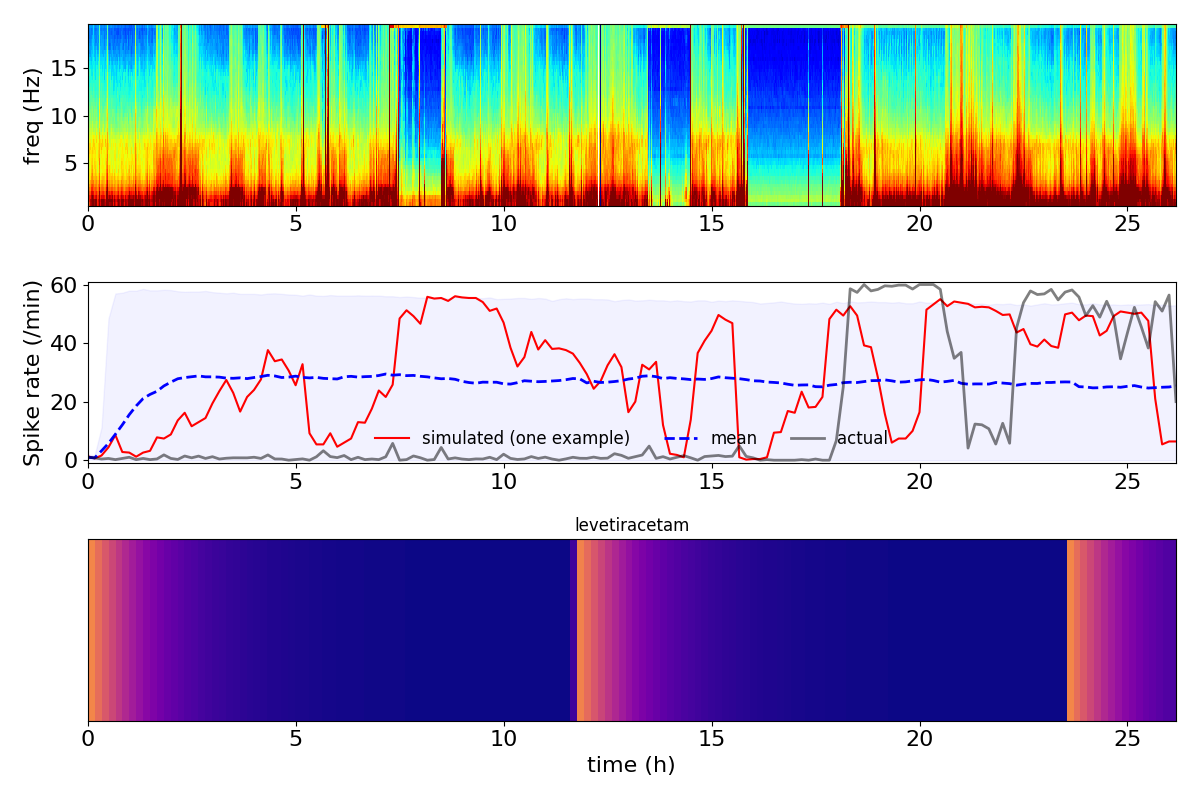 freq (Hz)
15
10
5
0 5 10 15 20 25
Spike rate (/min)
60
40
20
0
simulated (one example) mean actual
0 5 10 15 20 25
levetiracetam
0 5 10 15 20 25
time (h)